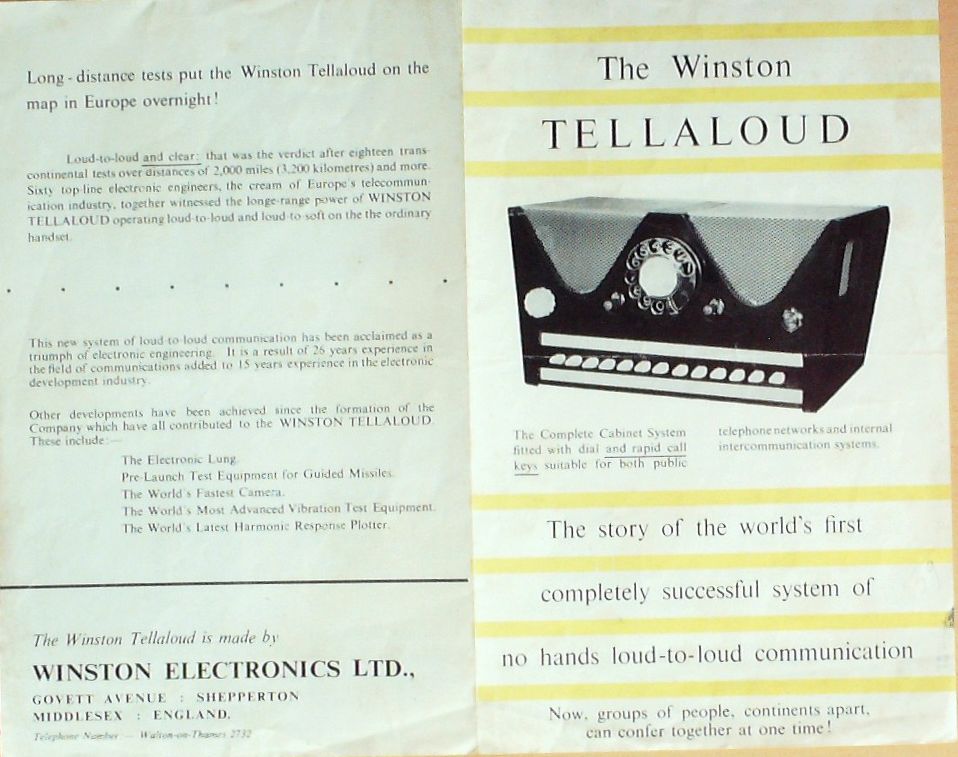 Long - distance tests put the Winston Tellaloud on the
map in Europe overnight!
Loud-to-loud and clear: that was the verdict after eighteen trans-
continental tests over distances of 2,000 miles (3,200 kilometres) and more.
Sixty top-line electronic engineers, the cream of Europe's telecommun-
ication industry, together witnessed the longe-range power of WINSTON
TELLALOUD operating loud-to-loud and loud-to-soft on the the ordinary
handset.
This new system of loud-to-loud communication has been acclaimed as a
triumph of electronic engineering. It is a result of 26 years experience in
the field of communications added to 15 years experience in the electronic
development industry.
Other developments have been achieved since the formation of the
Company which have all contributed to the WINSTON TELLALOUD.
These include:—
The Electronic Lung.
Pre-Launch Test Equipment for Guided Missiles.
The World's Fastest Camera.
The World's Most Advanced Vibration Test Equipment.
The World's Latest Harmonic Response Plotter.
The Winston Tellaloud is made by
WINSTON ELECTRONICS LTD.,
GOVETT AVENUE : SHEPPERTON
MIDDLESEX : ENGLAND.
Telephone Number — Walton-on-Thames 2732
The Winston
TELLALOUD
The Complete Cabinet System
fitted with dial and rapid call
keys suitable for both public
telephone networks and internal
intercommunication systems.
The story of the world's first
completely successful system of
no hands loud-to-loud communication
Now, groups of people, continents apart,
can confer together at one time!